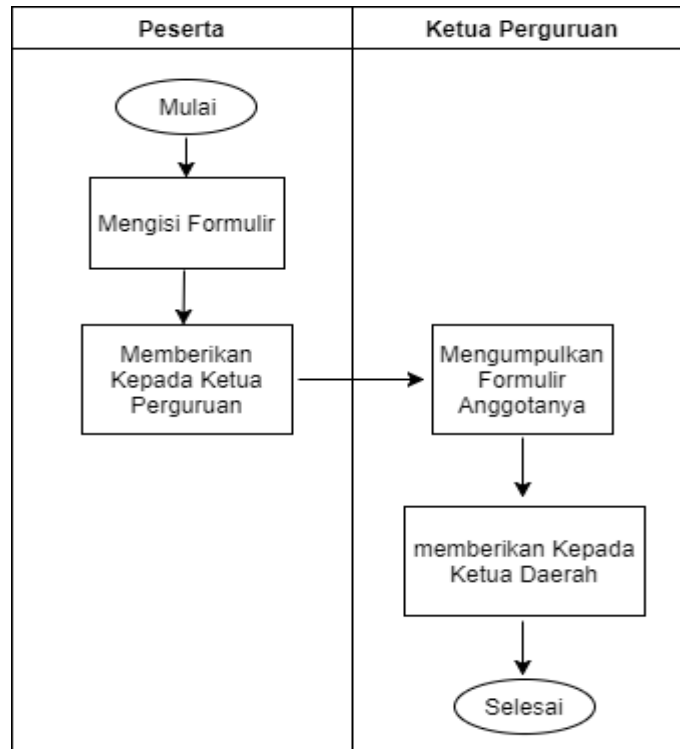 Peserta
Ketua Perguruan
Mulai
Mengisi Formulir
Memberikan
Kepada Ketua
Perguruan
Mengumpulkan
Formulir
Anggotanya
memberikan Kepada
Ketua Daerah
Selesai